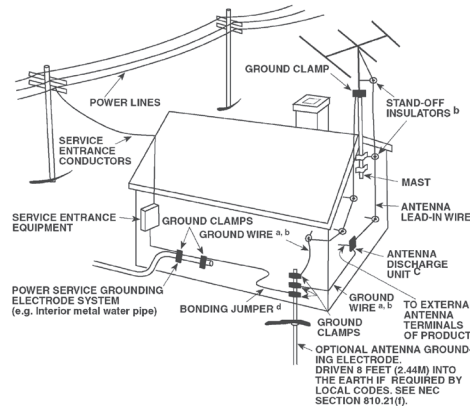 GROUND CLAMP
POWER LINES
STAND-OFF
INSULATORS b
SERVICE
ENTRANCE
CONDUCTORS
MAST
ANTENNA
LEAD-IN WIRE
SERVICE ENTRANCE
EQUIPMENT
GROUND CLAMPS
GROUND WIRE a, b
ANTENNA
DISCHARGE
UNIT C
POWER SERVICE GROUNDING
ELECTRODE SYSTEM
(e.g. Interior metal water pipe)
BONDING JUMPER d
GROUND
WIRE a, b
TO EXTERNA
ANTENNA
TERMINALS
OF PRODUCT
GROUND
CLAMPS
OPTIONAL ANTENNA GROUND-
ING ELECTRODE.
DRIVEN 8 FEET (2.44M) INTO
THE EARTH IF REQUIRED BY
LOCAL CODES. SEE NEC
SECTION 810.21(f).